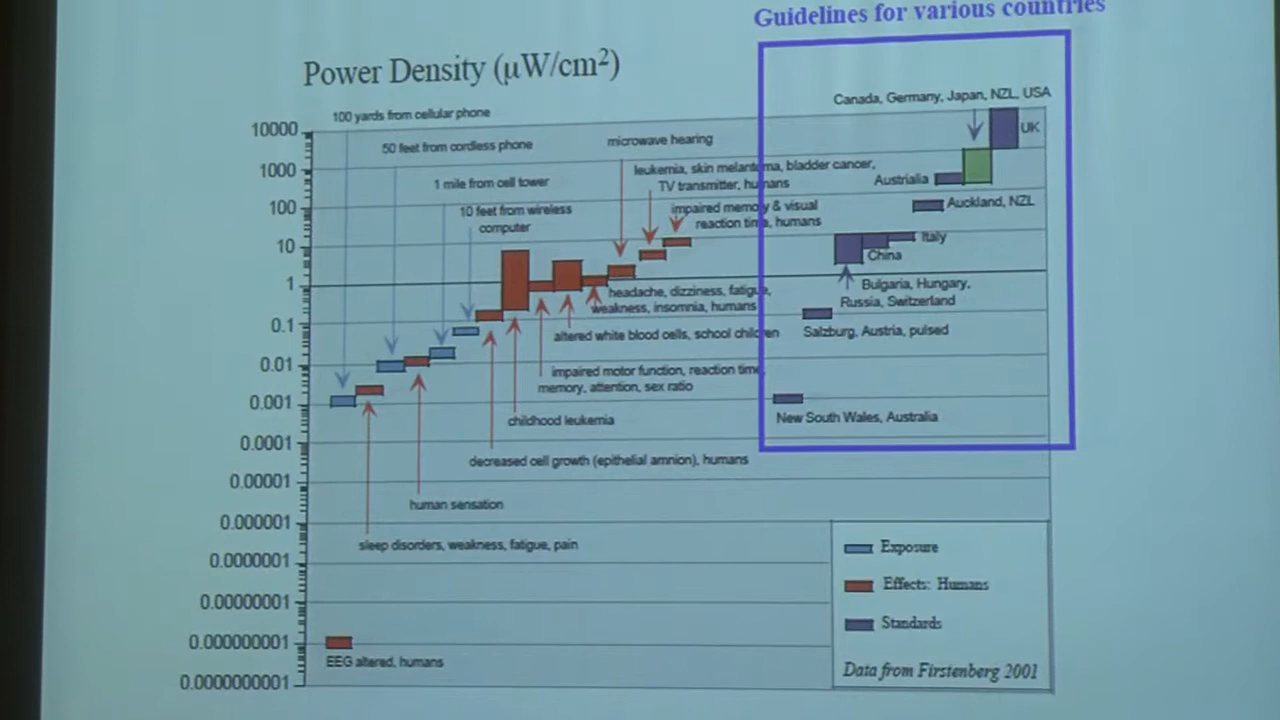 Guidelines for various countries
Power Density (µW/cm²)
Canada, Germany, Japan, NZL, USA
100 yards from cellular phone
10000
UK
50 feet from cordless phone
microwave hearing
1000
leukemia, skin melanoma, bladder cancer,
TV transmitter, humans
Austrialia
1 mile from cell tower
100
10 feet from wireless
computer
impaired memory & visual
reaction time, humans
Auckland, NZL
10
Italy
China
1
headache, dizziness, fatigue,
weakness, insomnia, humans
Bulgaria, Hungary,
Russia, Switzerland
0.1
altered white blood cells, school children
Salzburg, Austria, pulsed
0.01
impaired motor function, reaction time,
memory, attention, sex ratio
0.001
childhood leukemia
New South Wales, Australia
0.0001
decreased cell growth (epithelial amnion), humans
0.00001
human sensation
0.000001
sleep disorders, weakness, fatigue, pain
Exposure
0.0000001
Effects: Humans
0.00000001
Standards
0.000000001
EEG altered, humans
Data from Firstenberg 2001
0.0000000001